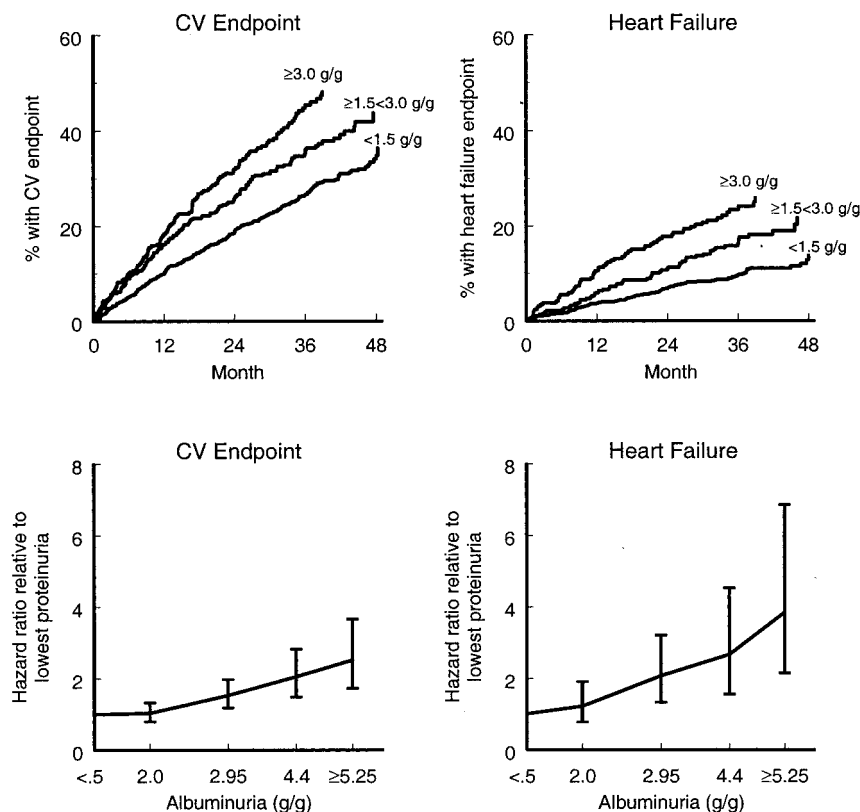 CV Endpoint
% with CV endpoint
60
40
20
0
≥3.0 g/g
≥1.5<3.0 g/g
<1.5 g/g
0 12 24 36 48
Month
Heart Failure
% with heart failure endpoint
60
40
20
0
≥3.0 g/g
≥1.5<3.0 g/g
<1.5 g/g
0 12 24 36 48
Month
CV Endpoint
Hazard ratio relative to
lowest proteinuria
8
6
4
2
0
<.5 2.0 2.95 4.4 ≥5.25
Albuminuria (g/g)
Heart Failure
Hazard ratio relative to
lowest proteinuria
8
6
4
2
0
<.5 2.0 2.95 4.4 ≥5.25
Albuminuria (g/g)